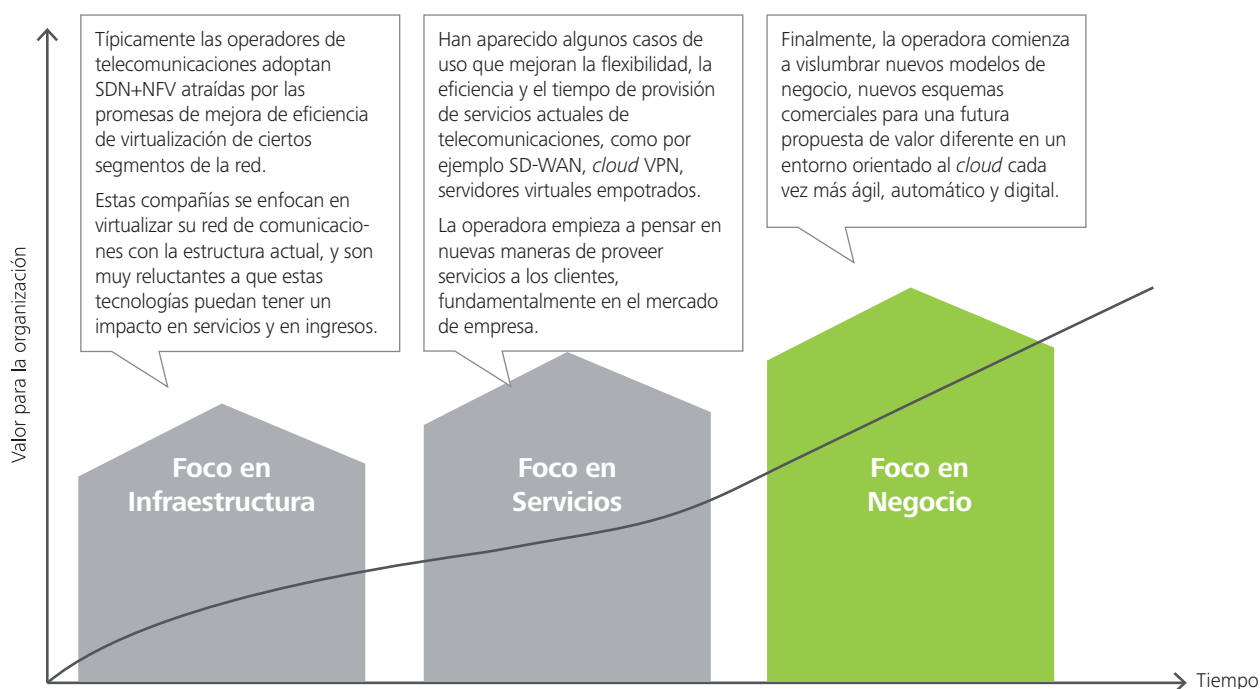 Típicamente las operadores de
telecomunicaciones adoptan
SDN+NFV atraídas por las
promesas de mejora de eficiencia
de virtualización de ciertos
segmentos de la red.
Estas compañías se enfocan en
virtualizar su red de comunicacio-
nes con la estructura actual, y son
muy reluctantes a que estas
tecnologías puedan tener un
impacto en servicios y en ingresos.
Han aparecido algunos casos de
uso que mejoran la flexibilidad, la
eficiencia y el tiempo de provisión
de servicios actuales de
telecomunicaciones, como por
ejemplo SD-WAN, cloud VPN,
servidores virtuales empotrados.
La operadora empieza a pensar en
nuevas maneras de proveer
servicios a los clientes,
fundamentalmente en el mercado
de empresa.
Finalmente, la operadora comienza
a vislumbrar nuevos modelos de
negocio, nuevos esquemas
comerciales para una futura
propuesta de valor diferente en un
entorno orientado al cloud cada
vez más ágil, automático y digital.
Valor para la organización
Foco en
Infraestructura
Foco en
Servicios
Foco en
Negocio
Tiempo